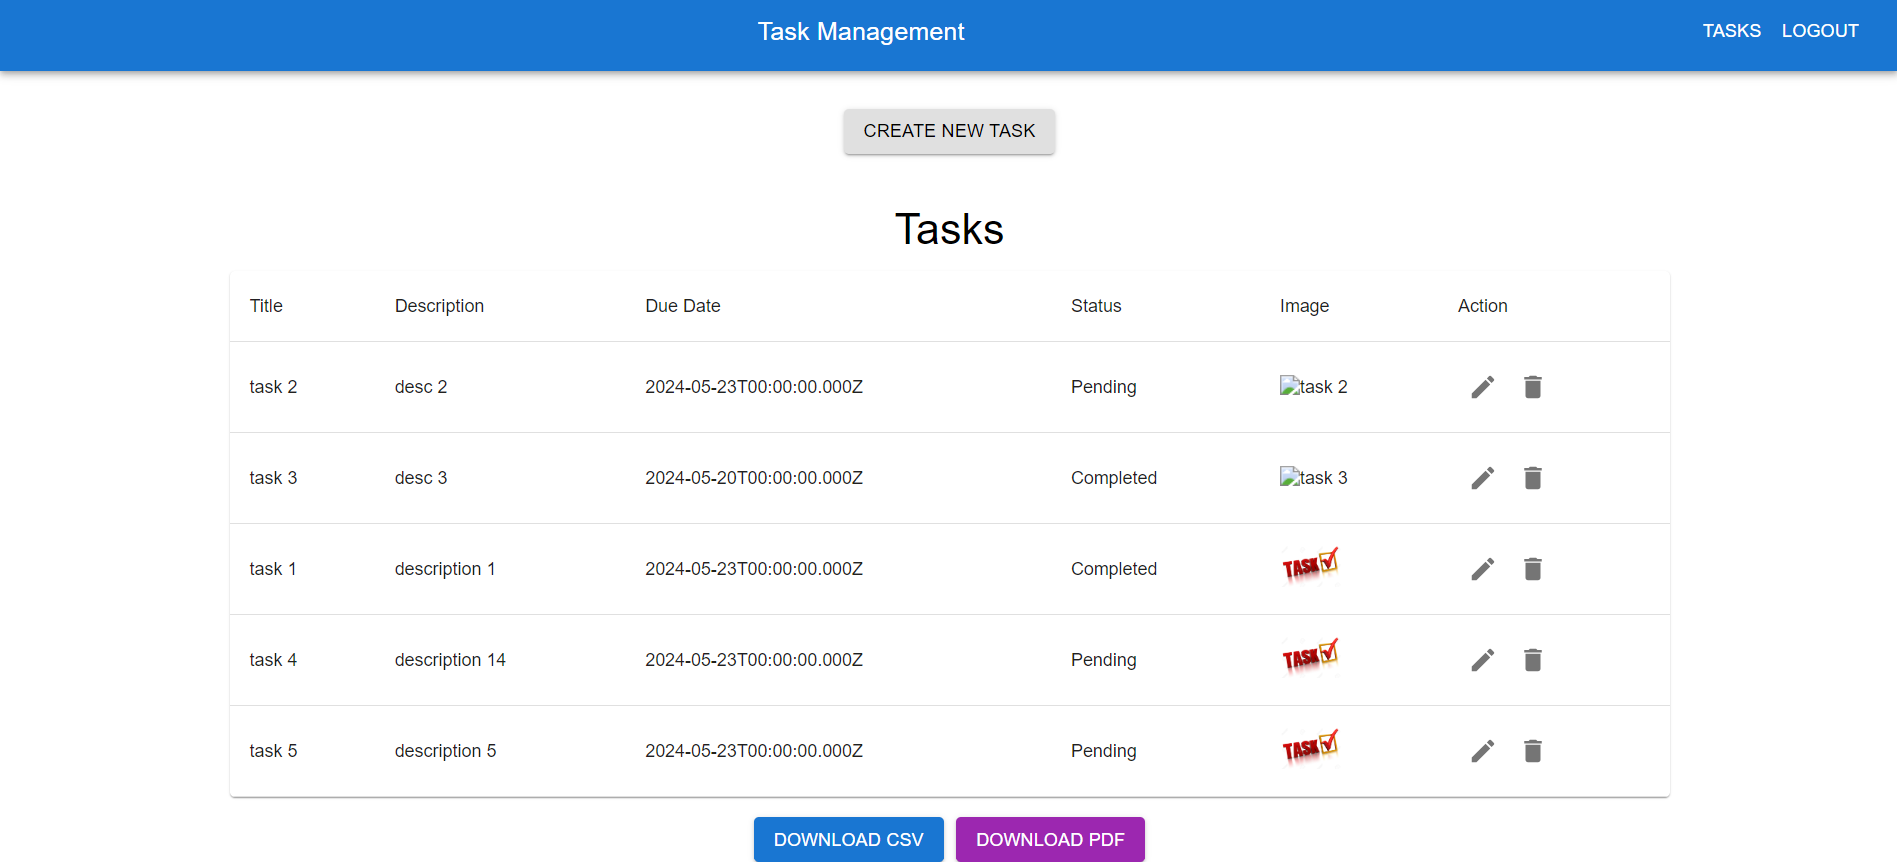 Task Management TASKS LOGOUT
CREATE NEW TASK
Tasks
Title Description Due Date Status Image Action
task 2 desc 2 2024-05-23T00:00:00.000Z Pending task 2
task 3 desc 3 2024-05-20T00:00:00.000Z Completed task 3
task 1 description 1 2024-05-23T00:00:00.000Z Completed TASK
task 4 description 14 2024-05-23T00:00:00.000Z Pending TASK
task 5 description 5 2024-05-23T00:00:00.000Z Pending TASK
DOWNLOAD CSV DOWNLOAD PDF